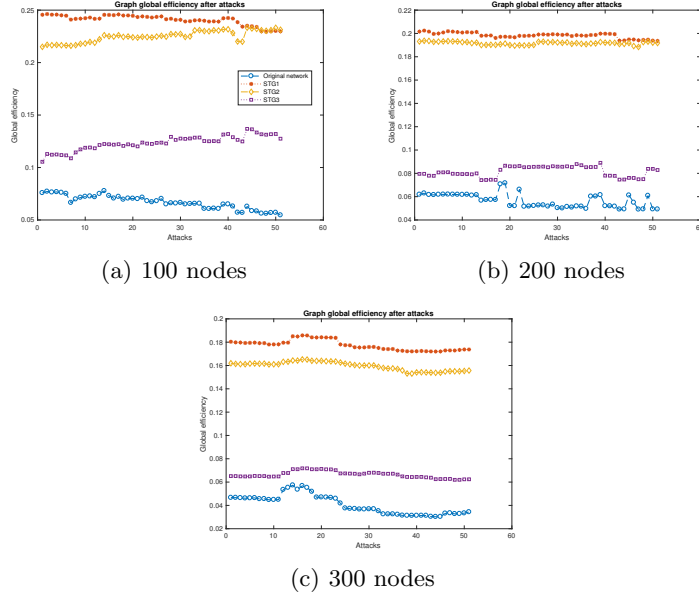 Graph global efficiency after attacks
0.25
0.2
0.15
0.1
0.05
Global efficiency
Original network
STG1
STG2
STG3
0 10 20 30 40 50 60
Attacks
(a) 100 nodes
Graph global efficiency after attacks
0.22
0.2
0.18
0.16
0.14
0.12
0.1
0.08
0.06
0.04
Global efficiency
0 10 20 30 40 50 60
Attacks
(b) 200 nodes
Graph global efficiency after attacks
0.2
0.18
0.16
0.14
0.12
0.1
0.08
0.06
0.04
0.02
Global efficiency
0 10 20 30 40 50 60
Attacks
(c) 300 nodes